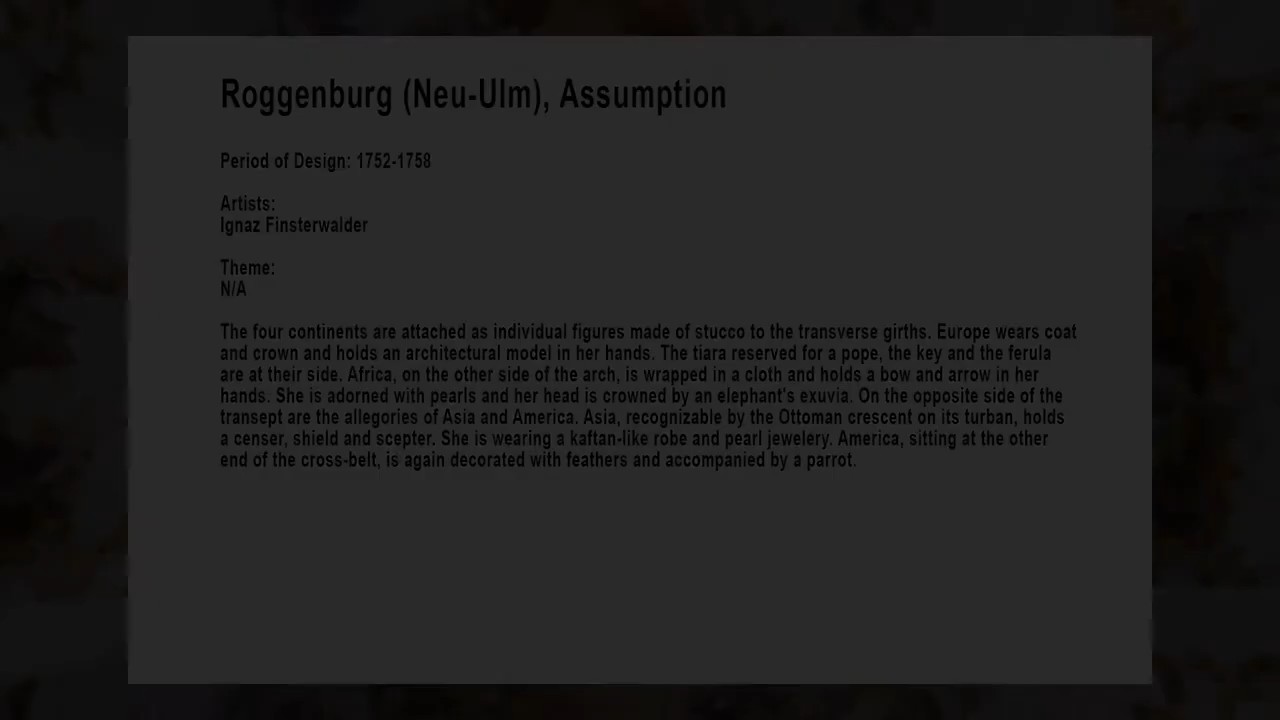 Roggenburg (Neu-Ulm), Assumption
Period of Design: 1752-1758
Artists:
Ignaz Finsterwalder
Theme:
N/A
The four continents are attached as individual figures made of stucco to the transverse girths. Europe wears coat
and crown and holds an architectural model in her hands. The tiara reserved for a pope, the key and the ferula
are at their side. Africa, on the other side of the arch, is wrapped in a cloth and holds a bow and arrow in her
hands. She is adorned with pearls and her head is crowned by an elephant's exuvia. On the opposite side of the
transept are the allegories of Asia and America. Asia, recognizable by the Ottoman crescent on its turban, holds
a censer, shield and scepter. She is wearing a kaftan-like robe and pearl jewelery. America, sitting at the other
end of the cross-belt, is again decorated with feathers and accompanied by a parrot.